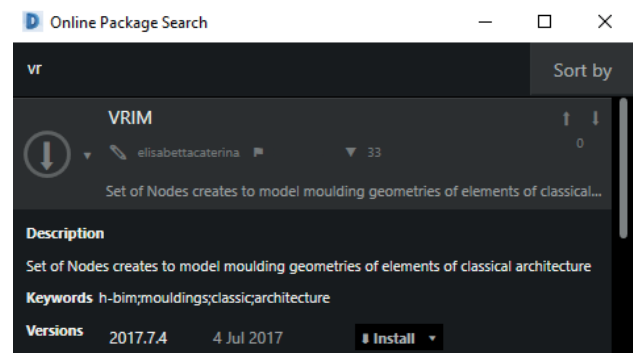 Online Package Search
vr
Sort by
VRIM
elisabettacaterina 33
0
Set of Nodes creates to model moulding geometries of elements of classical...
Description
Set of Nodes creates to model moulding geometries of elements of classical architecture
Keywords h-bim;mouldings;classic;architecture
Versions 2017.7.4 4 Jul 2017 Install